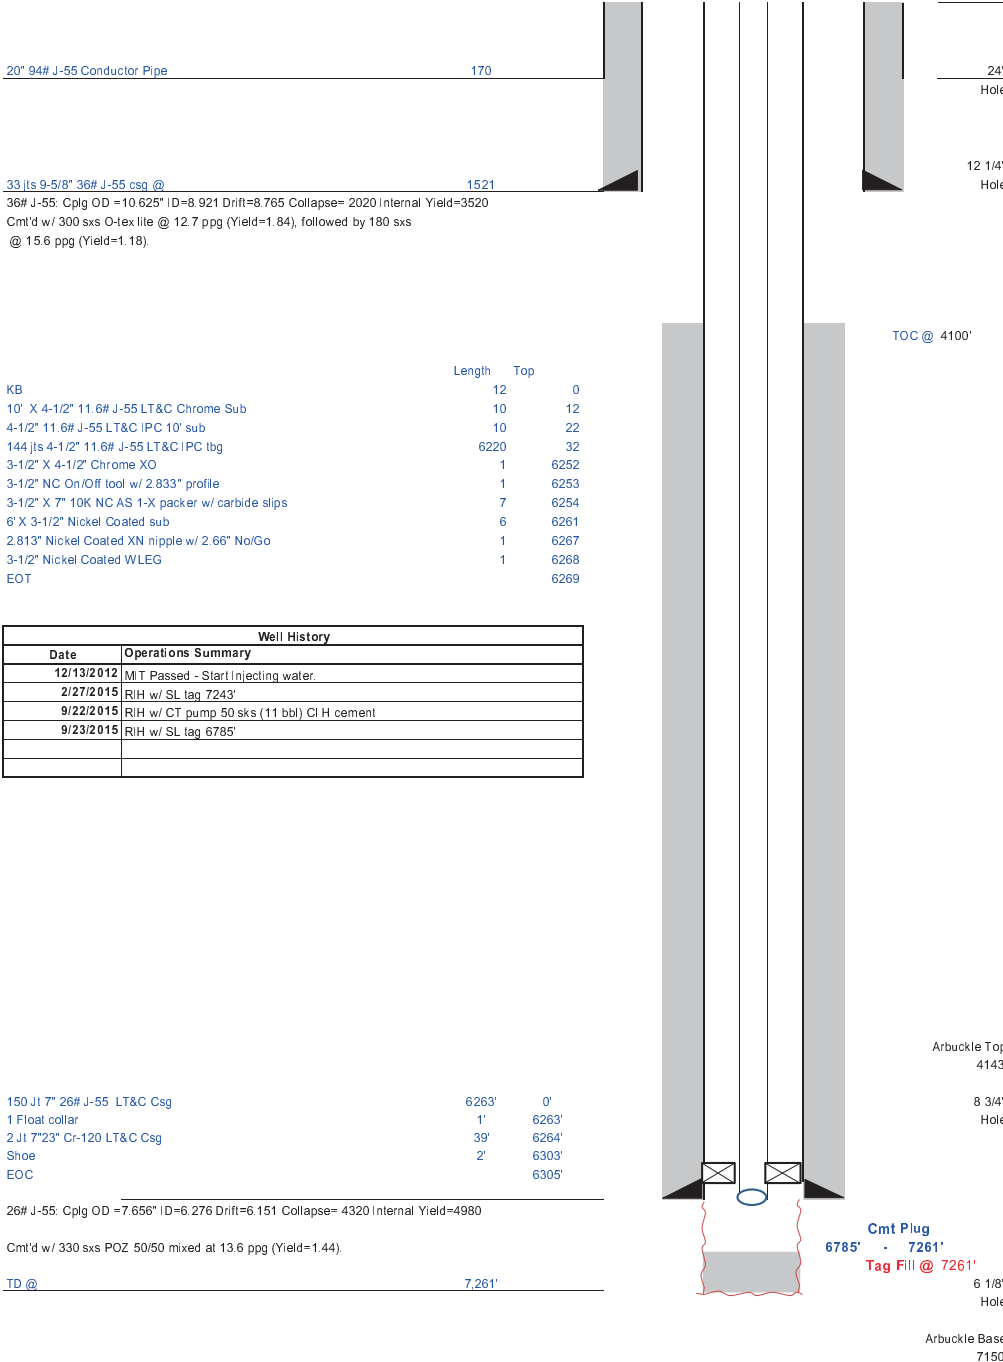 20" 94# J-55 Conductor Pipe 170 24"
Hole
12 1/4"
33 jts 9-5/8" 36# J-55 csg @ 1521 Hole
36# J-55: Cplg OD =10.625" ID=8.921 Drift=8.765 Collapse= 2020 Internal Yield=3520
Cmt'd w/ 300 sxs O-tex lite @ 12.7 ppg (Yield=1.84), followed by 180 sxs
@ 15.6 ppg (Yield=1.18).
TOC @ 4100'
Length Top
KB 12 0
10' X 4-1/2" 11.6# J-55 LT&C Chrome Sub 10 12
4-1/2" 11.6# J-55 LT&C IPC 10' sub 10 22
144 jts 4-1/2" 11.6# J-55 LT&C IPC tbg 6220 32
3-1/2" X 4-1/2" Chrome XO 1 6252
3-1/2" NC On/Off tool w/ 2.833" profile 1 6253
3-1/2" X 7" 10K NC AS 1-X packer w/ carbide slips 7 6254
6' X 3-1/2" Nickel Coated sub 6 6261
2.813" Nickel Coated XN nipple w/ 2.66" No/Go 1 6267
3-1/2" Nickel Coated WLEG 1 6268
EOT 6269
Well History
Date Operations Summary
12/13/2012 MIT Passed - Start Injecting water.
2/27/2015 RIH w/ SL tag 7243'
9/22/2015 RIH w/ CT pump 50 sks (11 bbl) Cl H cement
9/23/2015 RIH w/ SL tag 6785'
Arbuckle Top
4143
150 Jt 7" 26# J-55 LT&C Csg 6263' 0' 8 3/4"
1 Float collar 1' 6263' Hole
2 Jt 7"23" Cr-120 LT&C Csg 39' 6264'
Shoe 2' 6303'
EOC 6305'
26# J-55: Cplg OD =7.656" ID=6.276 Drift=6.151 Collapse= 4320 Internal Yield=4980
Cmt Plug
Cmt'd w/ 330 sxs POZ 50/50 mixed at 13.6 ppg (Yield=1.44). 6785' - 7261'
Tag Fill @ 7261'
TD @ 7,261' 6 1/8"
Hole
Arbuckle Base
7150